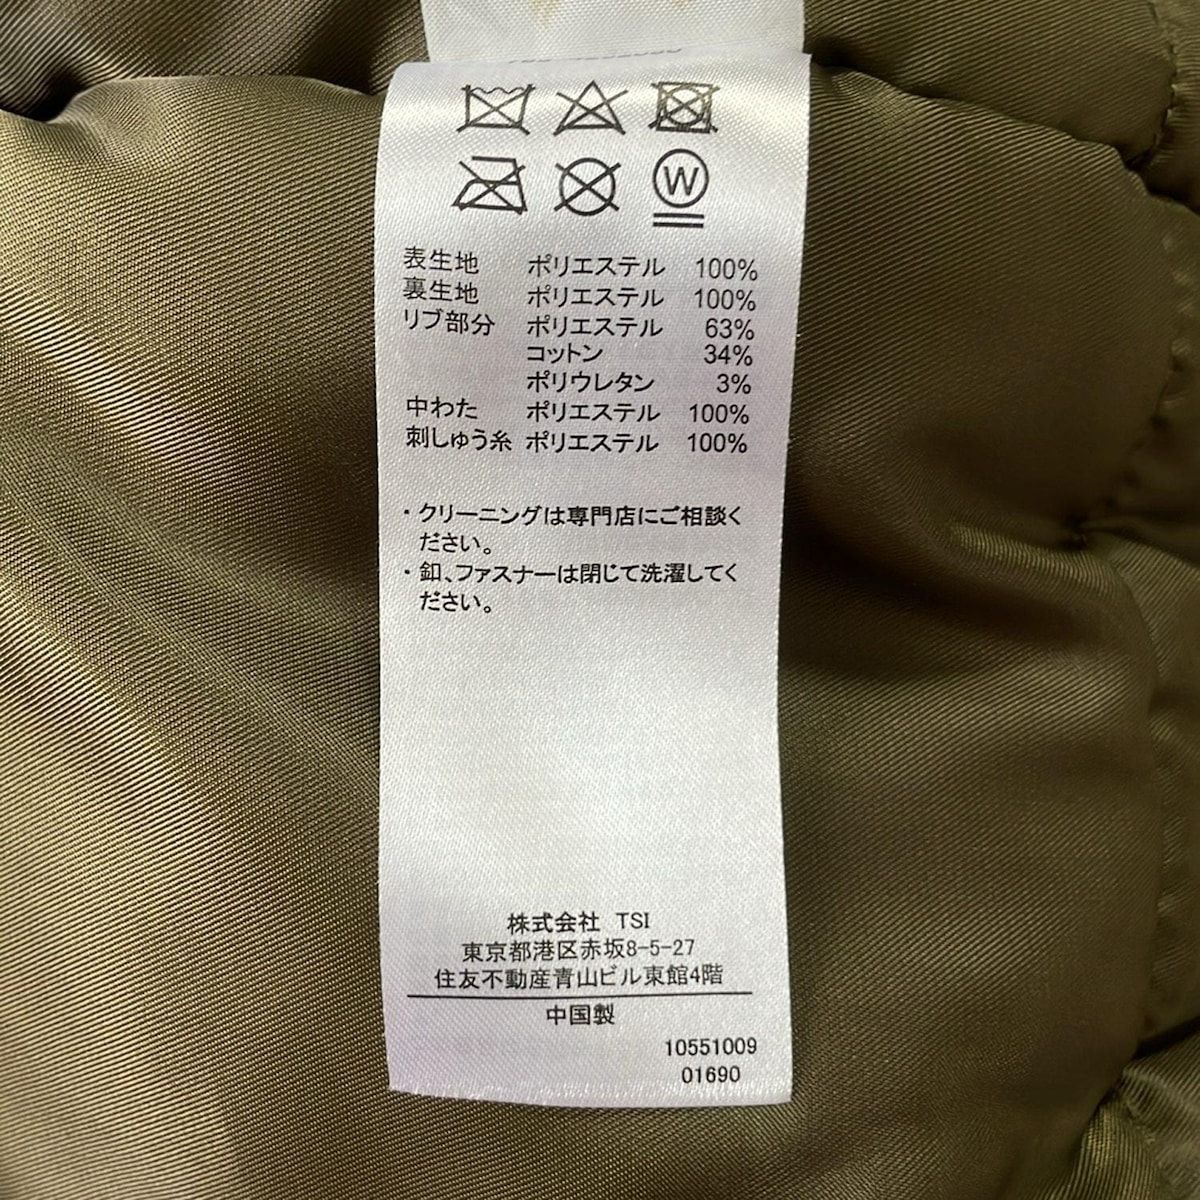 W
表生地 ポリエステル 100%
裏生地 ポリエステル 100%
リブ部分 ポリエステル 63%
コットン 34%
ポリウレタン 3%
中わた ポリエステル 100%
刺しゅう糸 ポリエステル 100%
・クリーニングは専門店にご相談く
ださい。
・釦、ファスナーは閉じて洗濯してく
ださい。
株式会社 TSI
東京都港区赤坂8-5-27
住友不動産青山ビル東館4階
中国製
10551009
01690